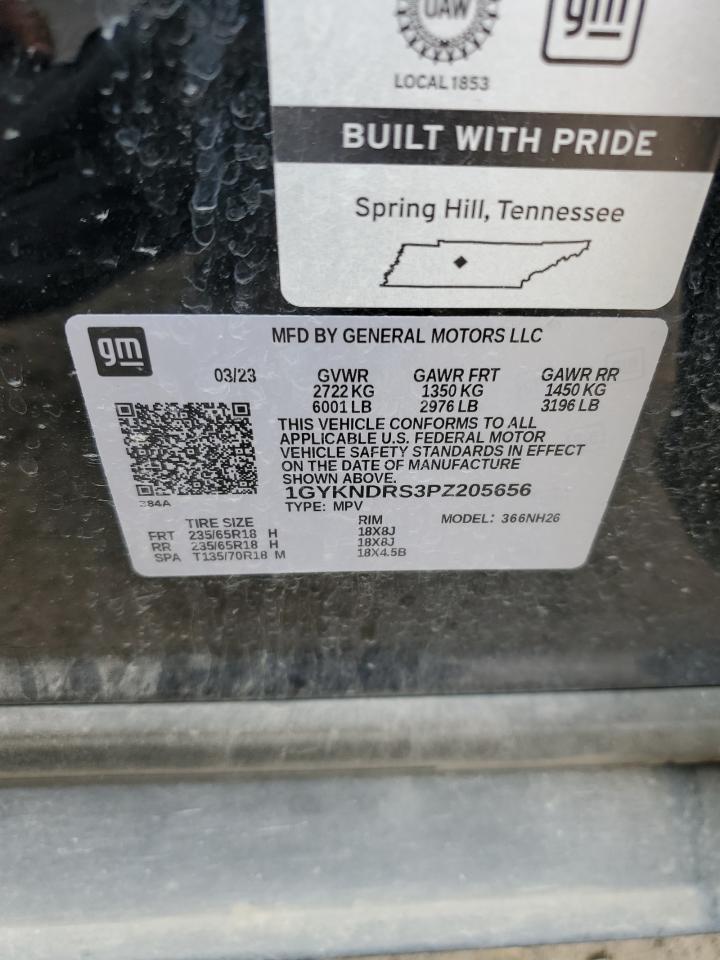 UAW
gm
LOCAL 1853
BUILT WITH PRIDE
Spring Hill, Tennessee
gm
MFD BY GENERAL MOTORS LLC
03/23 GVWR GAWR FRT GAWR RR
2722 KG 1350 KG 1450 KG
6001 LB 2976 LB 3196 LB
THIS VEHICLE CONFORMS TO ALL
APPLICABLE U.S. FEDERAL MOTOR
VEHICLE SAFETY STANDARDS IN EFFECT
ON THE DATE OF MANUFACTURE
SHOWN ABOVE.
1GYKNDRS3PZ205656
384A TYPE: MPV
TIRE SIZE RIM MODEL: 366NH26
FRT 235/65R18 H 18X8J
RR 235/65R18 H 18X8J
SPA T135/70R18 M 18X4.5B